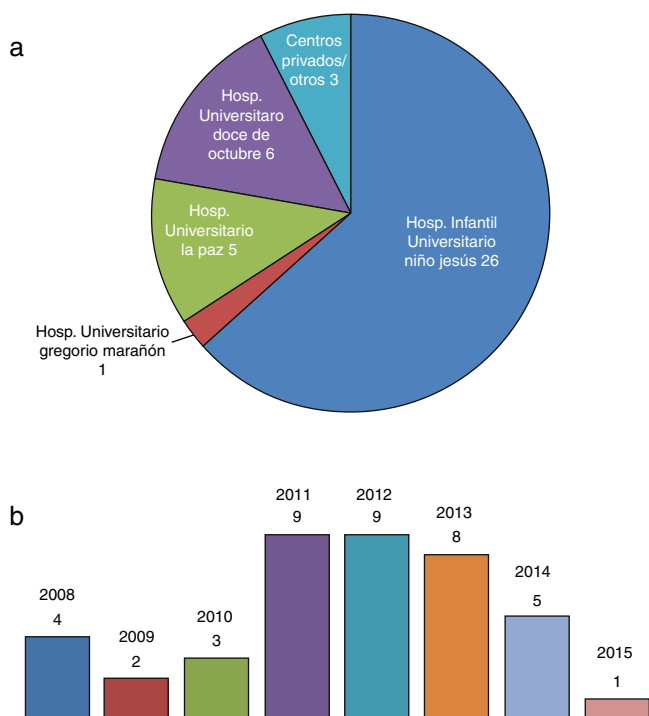 a
Centros
privados/
otros 3
Hosp.
Universitaro
doce de
octubre 6
Hosp.
Universitario
la paz 5
Hosp. Infantil
Universitario
niño jesús 26
Hosp. Universitario
gregorio marañón
1
b
2008
4
2009
2
2010
3
2011
9
2012
9
2013
8
2014
5
2015
1